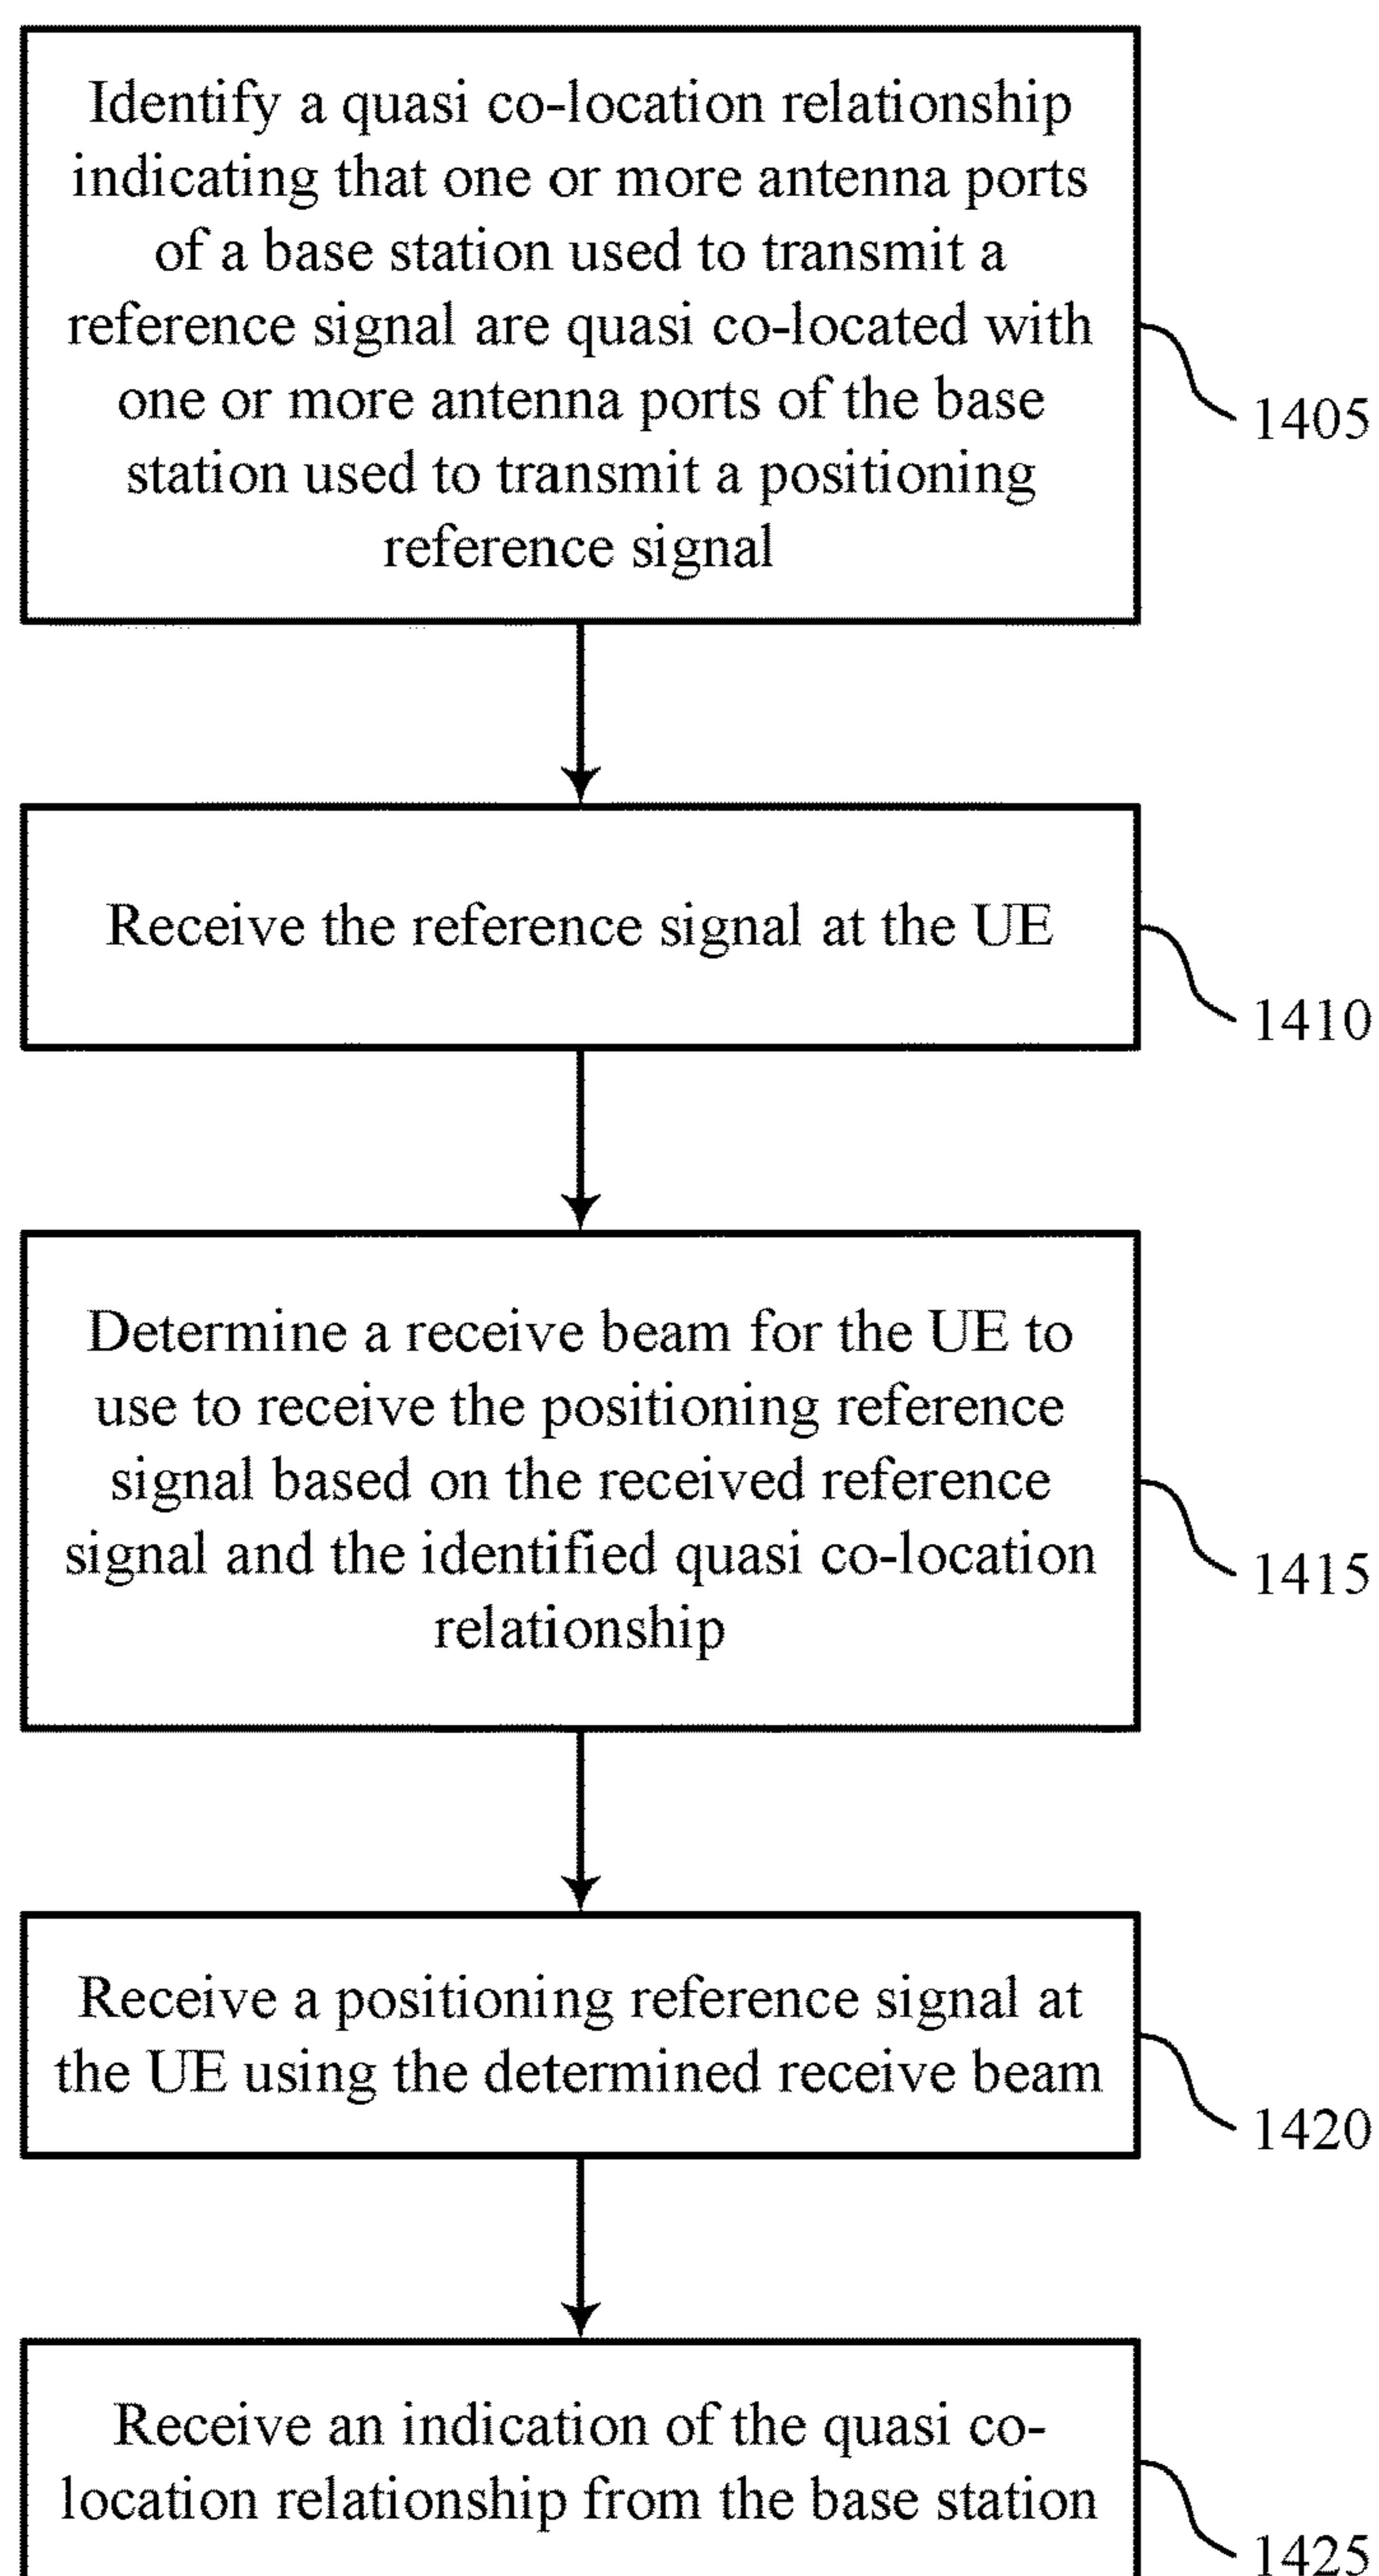 Identify a quasi co-location relationship
indicating that one or more antenna ports
of a base station used to transmit a
reference signal are quasi co-located with
one or more antenna ports of the base
station used to transmit a positioning
reference signal
1405
Receive the reference signal at the UE
1410
Determine a receive beam for the UE to
use to receive the positioning reference
signal based on the received reference
signal and the identified quasi co-location
relationship
1415
Receive a positioning reference signal at
the UE using the determined receive beam
1420
Receive an indication of the quasi co-
location relationship from the base station
1425